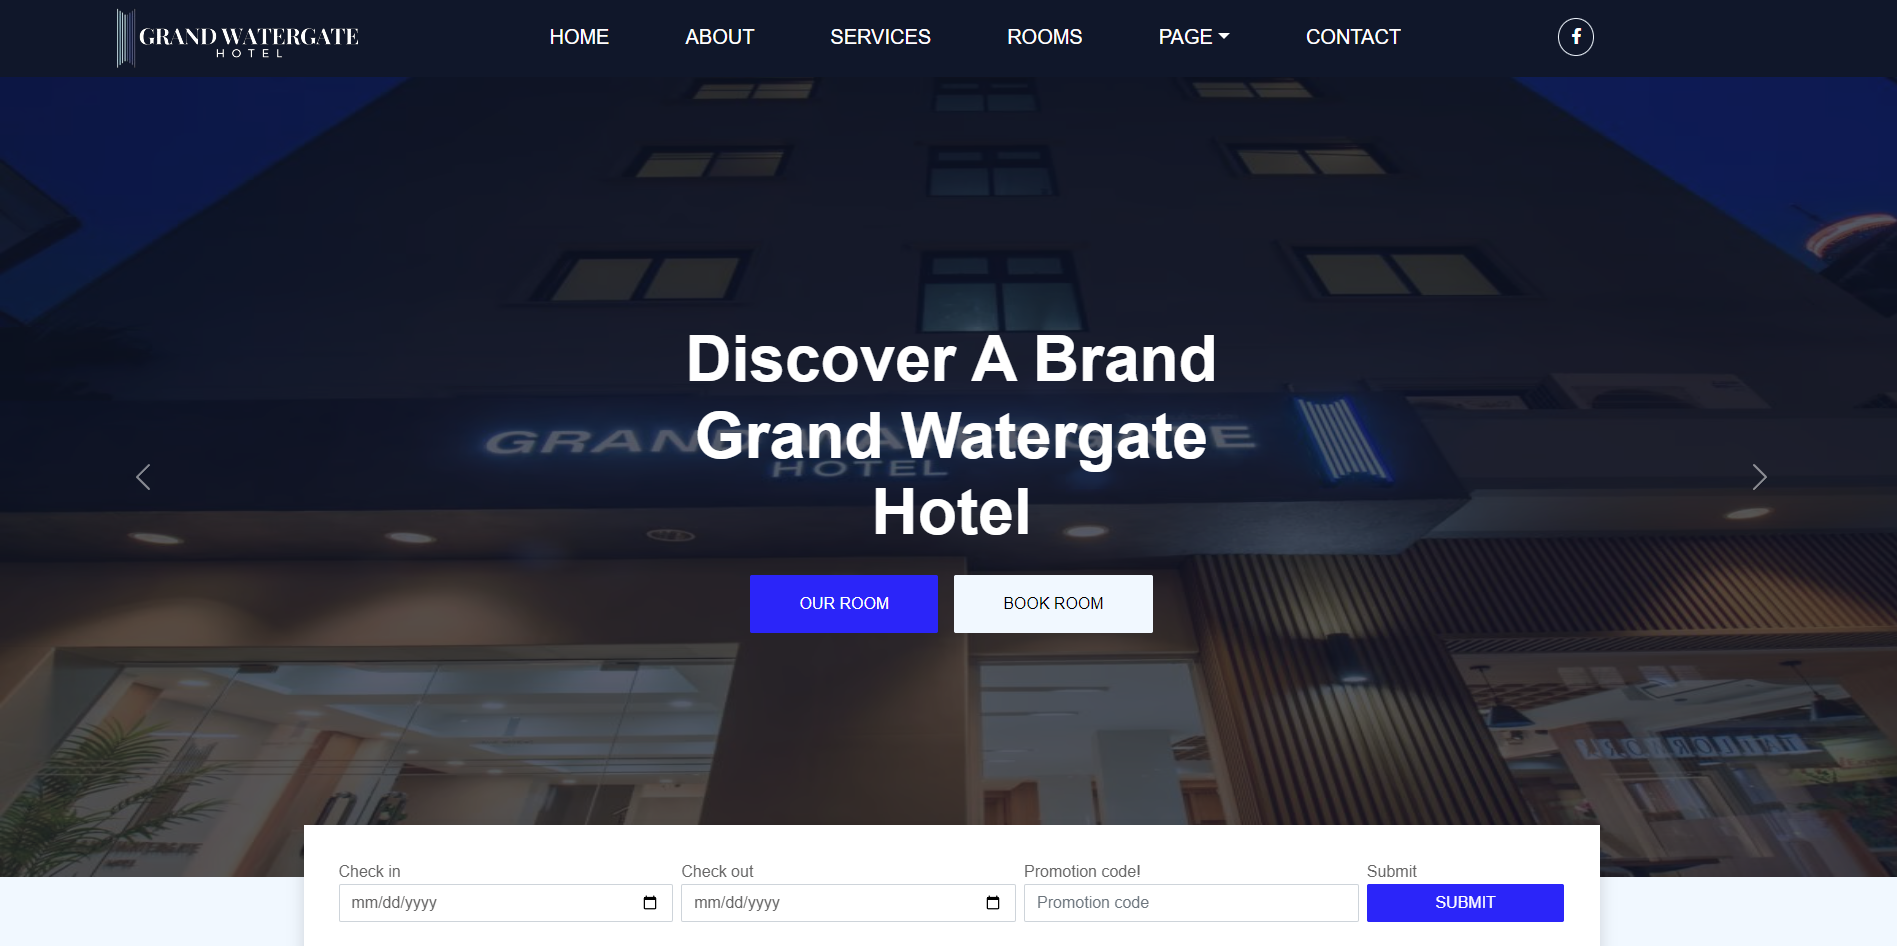 GRAND WATERGATE
HOTEL
HOME
ABOUT
SERVICES
ROOMS
PAGE
CONTACT
Discover A Brand
Grand Watergate
Hotel
GRAND WATERGATE
HOTEL
OUR ROOM
BOOK ROOM
Check in
Check out
Promotion code!
Submit
mm/dd/yyyy
mm/dd/yyyy
Promotion code
SUBMIT